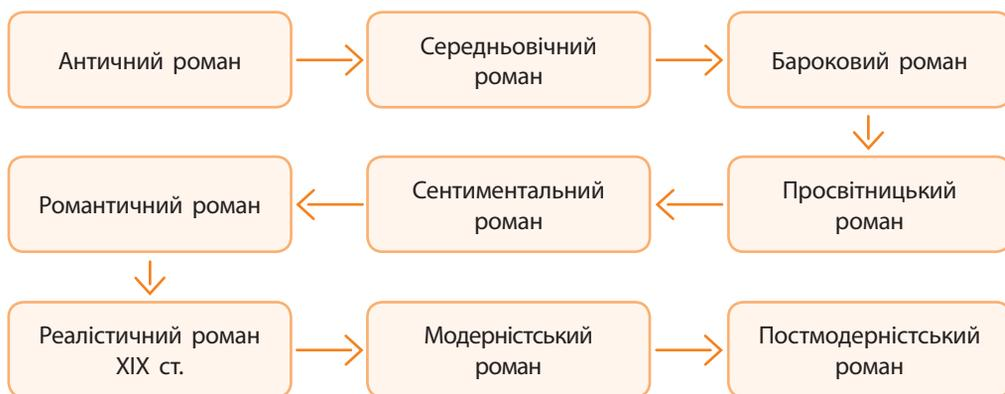 Античний роман
Середньовічний
роман
Бароковий роман
Просвітницький
роман
Сентиментальний
роман
Романтичний роман
Реалістичний роман
XIX ст.
Модерністський
роман
Постмодерністський
роман